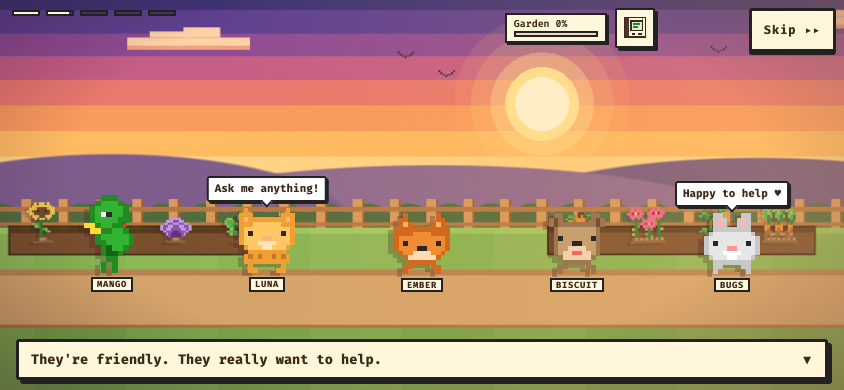 Garden 0%
Skip ▸▸
Ask me anything!
Happy to help ♥
MANGO
LUNA
EMBER
BISCUIT
BUGS
They're friendly. They really want to help.